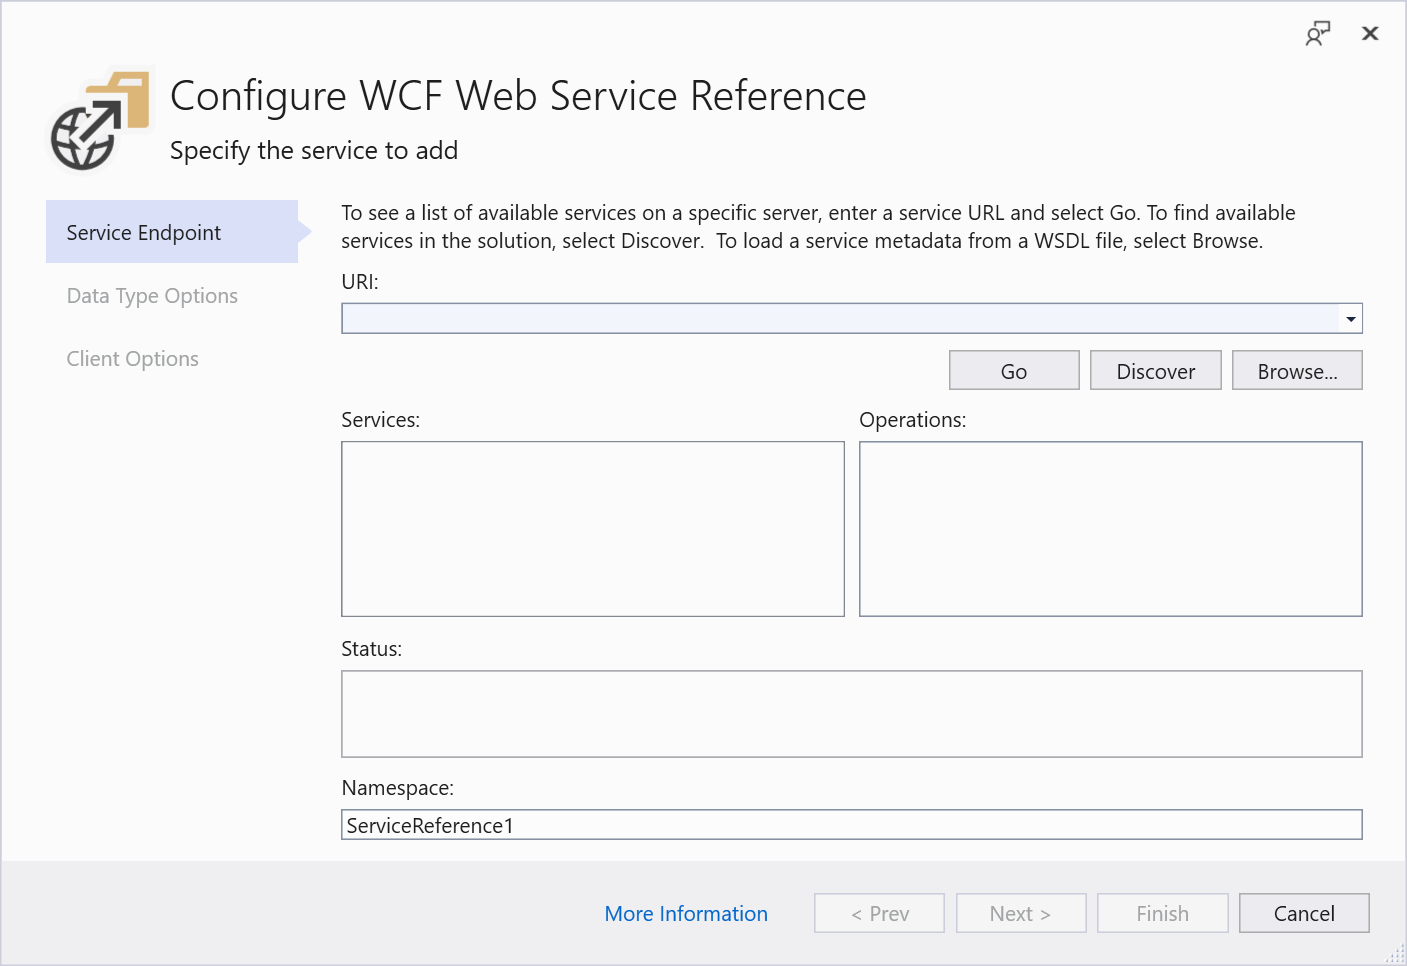 Configure WCF Web Service Reference
Specify the service to add
Service Endpoint
Data Type Options
Client Options
To see a list of available services on a specific server, enter a service URL and select Go. To find available
services in the solution, select Discover.  To load a service metadata from a WSDL file, select Browse.
URI:
Go
Discover
Browse...
Services:
Operations:
Status:
Namespace:
ServiceReference1
More Information
< Prev
Next >
Finish
Cancel